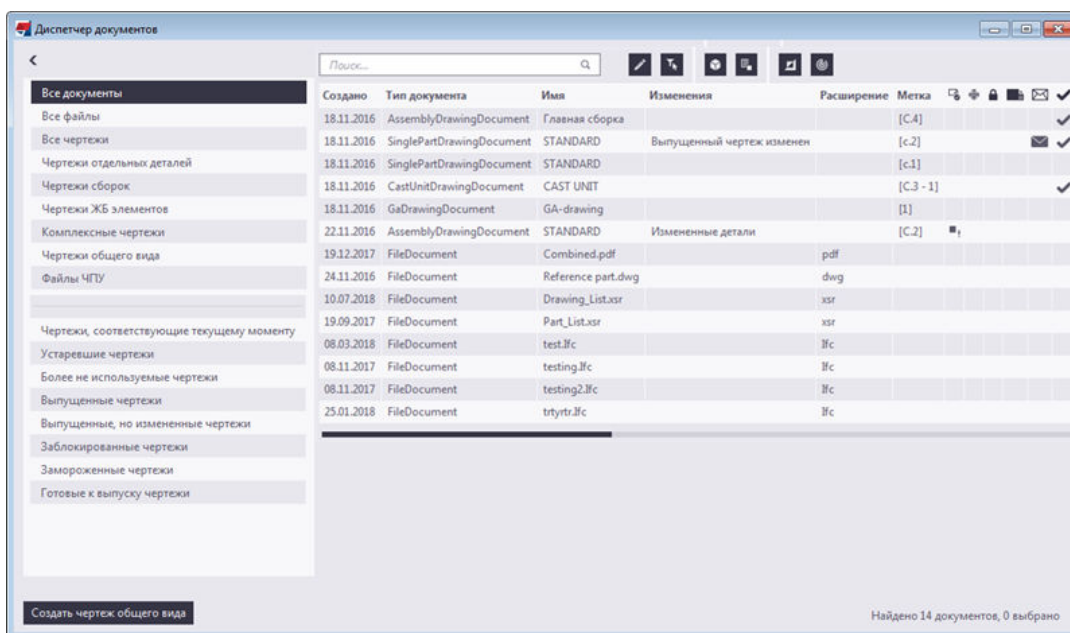 Диспетчер документов
Поиск...
Все документы
Все файлы
Все чертежи
Чертежи отдельных деталей
Чертежи сборок
Чертежи ЖБ элементов
Комплексные чертежи
Чертежи общего вида
Файлы ЧПУ
Чертежи, соответствующие текущему моменту
Устаревшие чертежи
Более не используемые чертежи
Выпущенные чертежи
Выпущенные, но измененные чертежи
Заблокированные чертежи
Замороженные чертежи
Готовые к выпуску чертежи
Создано Тип документа Имя Изменения Расширение Метка
18.11.2016 AssemblyDrawingDocument Главная сборка [C.4]
18.11.2016 SinglePartDrawingDocument STANDARD Выпущенный чертеж изменен [c.2]
18.11.2016 SinglePartDrawingDocument STANDARD [c.1]
18.11.2016 CastUnitDrawingDocument CAST UNIT [C.3 - 1]
18.11.2016 GaDrawingDocument GA-drawing [1]
22.11.2016 AssemblyDrawingDocument STANDARD Измененные детали [C.2]
19.12.2017 FileDocument Combined.pdf pdf
24.11.2016 FileDocument Reference part.dwg dwg
10.07.2018 FileDocument Drawing_List.xsr xsr
19.09.2017 FileDocument Part_List.xsr xsr
08.03.2018 FileDocument test.lfc lfc
08.11.2017 FileDocument testing.lfc lfc
08.11.2017 FileDocument testing2.lfc lfc
25.01.2018 FileDocument trtyrtr.lfc lfc
Создать чертеж общего вида
Найдено 14 документов, 0 выбрано